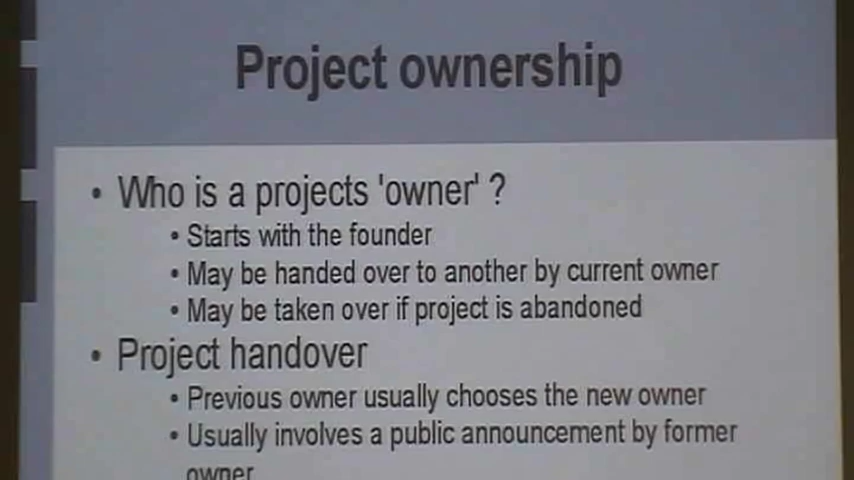 Project ownership
• Who is a projects 'owner' ?
• Starts with the founder
• May be handed over to another by current owner
• May be taken over if project is abandoned
• Project handover
• Previous owner usually chooses the new owner
• Usually involves a public announcement by former
owner